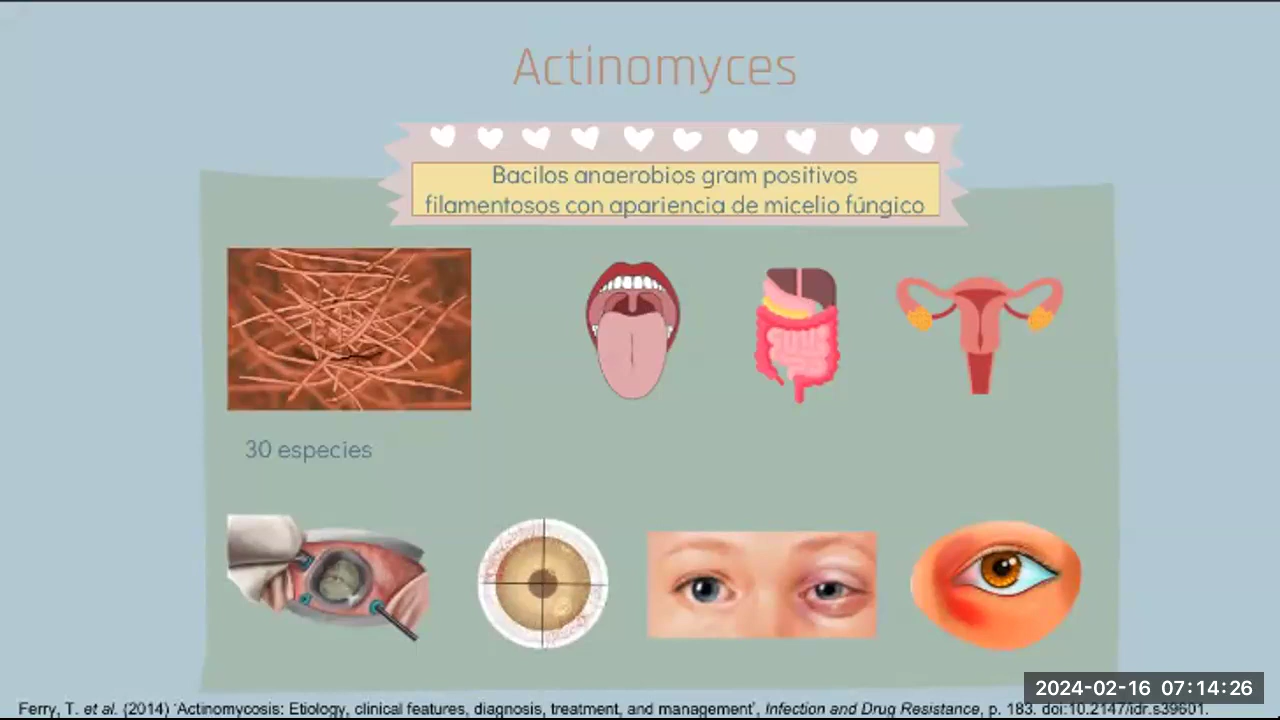 Actinomyces
Bacilos anaerobios gram positivos
filamentosos con apariencia de micelio fúngico
30 especies
2024-02-16 07:14:26
Ferry, T. et al. (2014) 'Actinomycosis: Etiology, clinical features, diagnosis, treatment, and management', Infection and Drug Resistance, p. 183. doi:10.2147/idr.s39601.